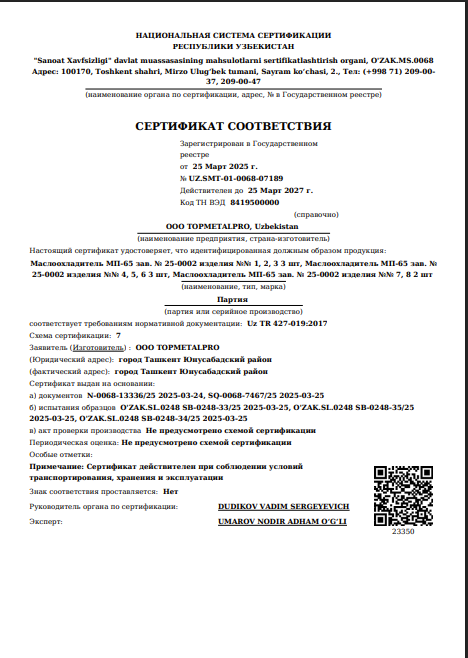 НАЦИОНАЛЬНАЯ СИСТЕМА СЕРТИФИКАЦИИ
РЕСПУБЛИКИ УЗБЕКИСТАН
"Sanoat Xavfsizligi" davlat muassasasining mahsulotlarni sertifikatlashtirish organi, O'ZAK.MS.0068
Адрес: 100170, Toshkent shahri, Mirzo Ulug'bek tumani, Sayram ko'chasi, 2., Тел: (+998 71) 209-00-
37, 209-00-47
(наименование органа по сертификации, адрес, № в Государственном реестре)
СЕРТИФИКАТ СООТВЕТСТВИЯ
Зарегистрирован в Государственном
реестре
от 25 Март 2025 г.
№ UZ.SMT-01-0068-07189
Действителен до 25 Март 2027 г.
Код ТН ВЭД 8419500000
(справочно)
ООО TOPMETALPRO, Uzbekistan
(наименование предприятия, страна-изготовитель)
Настоящий сертификат удостоверяет, что идентифицированная должным образом продукция:
Маслоохладитель МП-65 зав. № 25-0002 изделия №№ 1, 2, 3 3 шт, Маслоохладитель МП-65 зав. №
25-0002 изделия №№ 4, 5, 6 3 шт, Маслоохладитель МП-65 зав. № 25-0002 изделия №№ 7, 8 2 шт
(наименование, тип, марка)
Партия
(партия или серийное производство)
соответствует требованиям нормативной документации: Uz TR 427-019:2017
Схема сертификации: 7
Заявитель (Изготовитель) : ООО TOPMETALPRO
(Юридический адрес): город Ташкент Юнусабадский район
(фактический адрес): город Ташкент Юнусабадский район
Сертификат выдан на основании:
а) документов N-0068-13336/25 2025-03-24, SQ-0068-7467/25 2025-03-25
б) испытания образцов O'ZAK.SL.0248 SB-0248-33/25 2025-03-25, O'ZAK.SL.0248 SB-0248-35/25
2025-03-25, O'ZAK.SL.0248 SB-0248-34/25 2025-03-25
в) акт проверки производства Не предусмотрено схемой сертификации
Периодическая оценка: Не предусмотрено схемой сертификации
Особые отметки:
Примечание: Сертификат действителен при соблюдении условий
транспортирования, хранения и эксплуатации
Знак соответствия проставляется: Нет
Руководитель органа по сертификации: DUDIKOV VADIM SERGEYEVICH
Эксперт: UMAROV NODIR ADHAM O'G'LI
23350